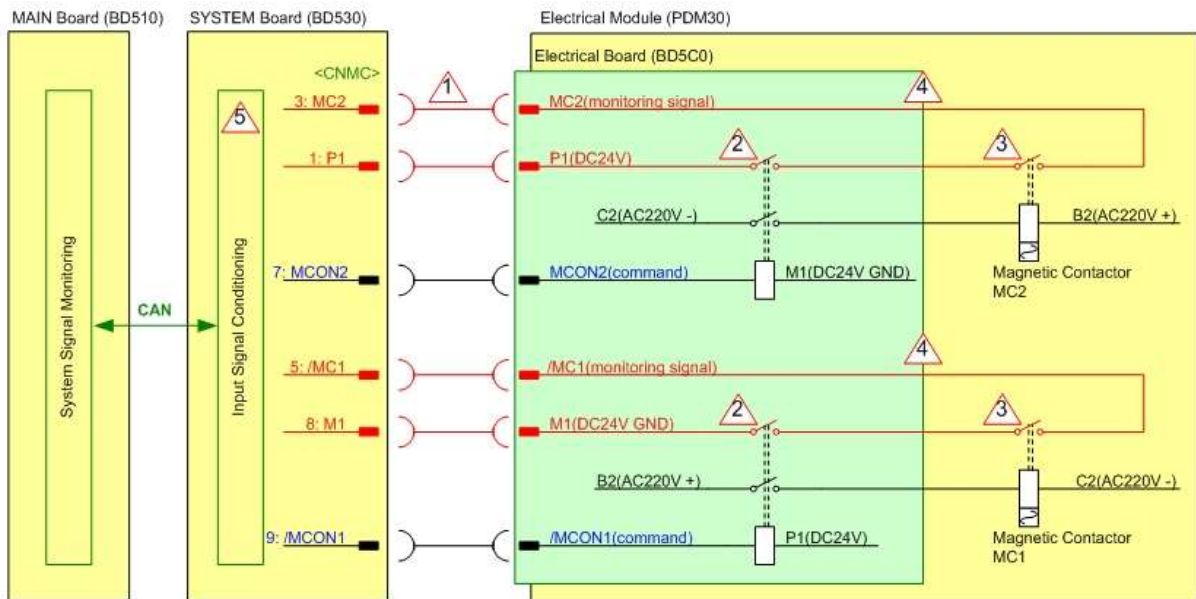 MAIN Board (BD510)
SYSTEM Board (BD530)
Electrical Module (PDM30)
Electrical Board (BD5C0)
<CNMC>
1
4
3: MC2
MC2(monitoring signal)
5
2
3
1: P1
P1(DC24V)
C2(AC220V -)
B2(AC220V +)
7: MCON2
MCON2(command)
M1(DC24V GND)
Magnetic Contactor
MC2
System Signal Monitoring
CAN
Input Signal Conditioning
4
5: /MC1
/MC1(monitoring signal)
2
3
8: M1
M1(DC24V GND)
B2(AC220V +)
C2(AC220V -)
9: /MCON1
/MCON1(command)
P1(DC24V)
Magnetic Contactor
MC1